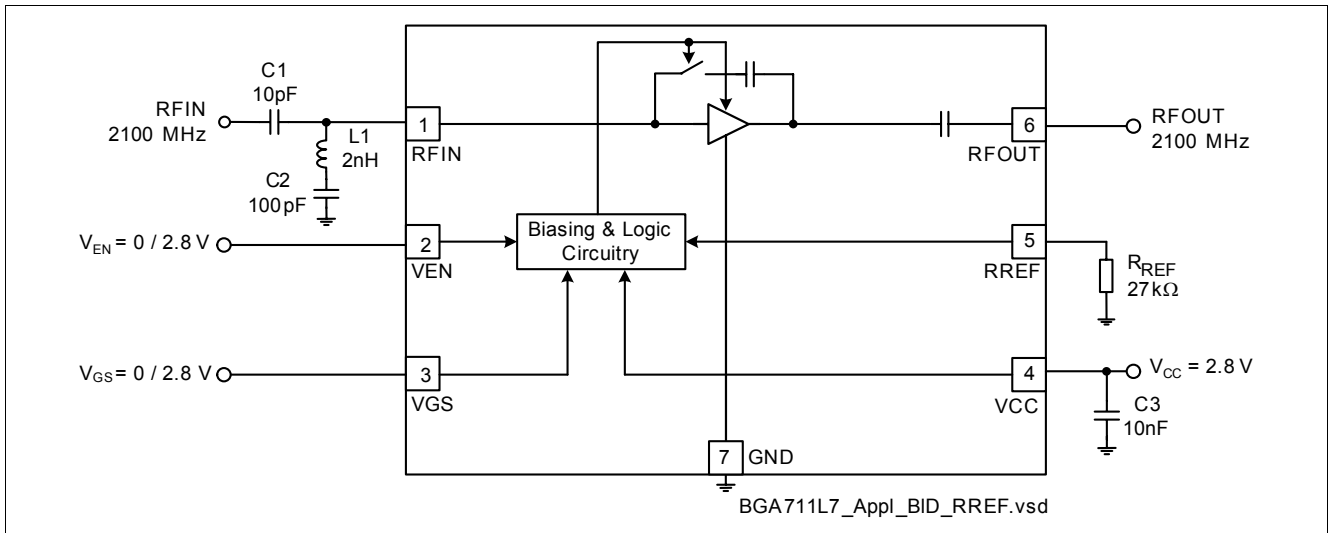 C1
10pF
RFIN
2100 MHz
L1
2nH
C2
100pF
1
RFIN
6
RFOUT
RFOUT
2100 MHz
V_EN = 0 / 2.8 V
2
VEN
Biasing & Logic
Circuitry
5
RREF
R_REF
27kΩ
V_GS = 0 / 2.8 V
3
VGS
4
VCC
V_CC = 2.8 V
C3
10nF
7
GND
BGA711L7_Appl_BID_RREF.vsd